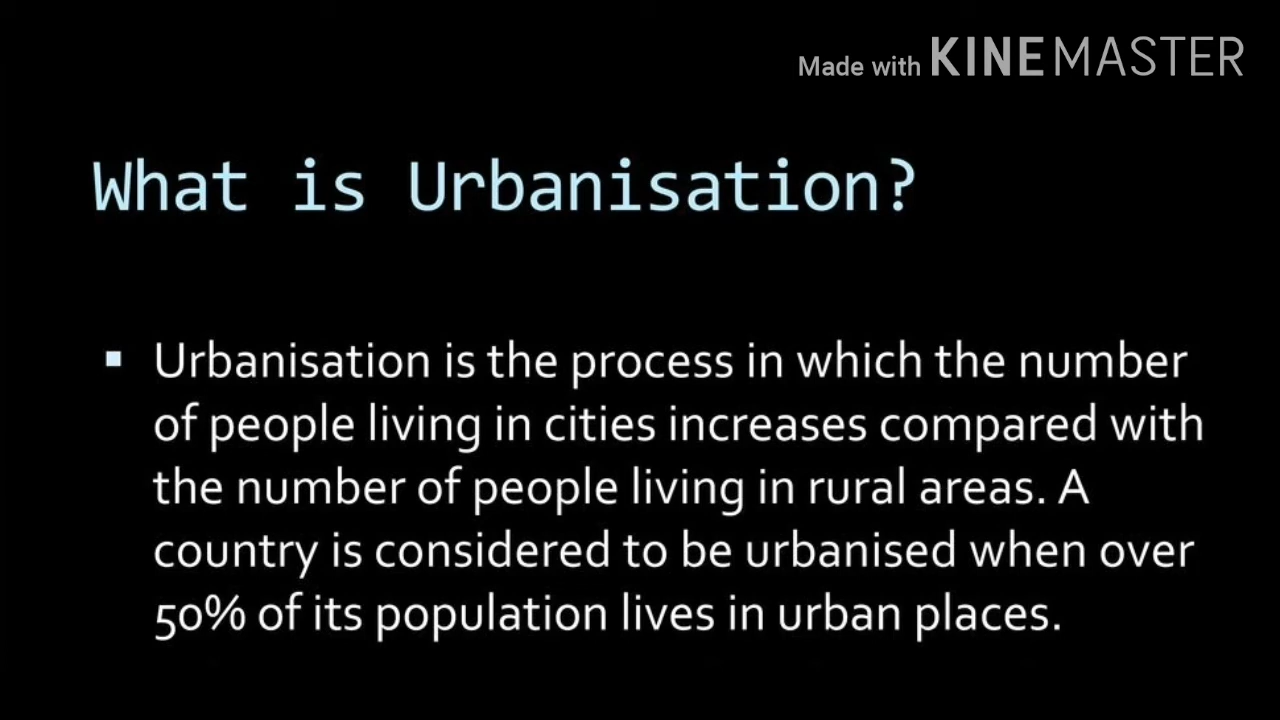 Made with KINEMASTER
What is Urbanisation?
▪ Urbanisation is the process in which the number
of people living in cities increases compared with
the number of people living in rural areas. A
country is considered to be urbanised when over
50% of its population lives in urban places.